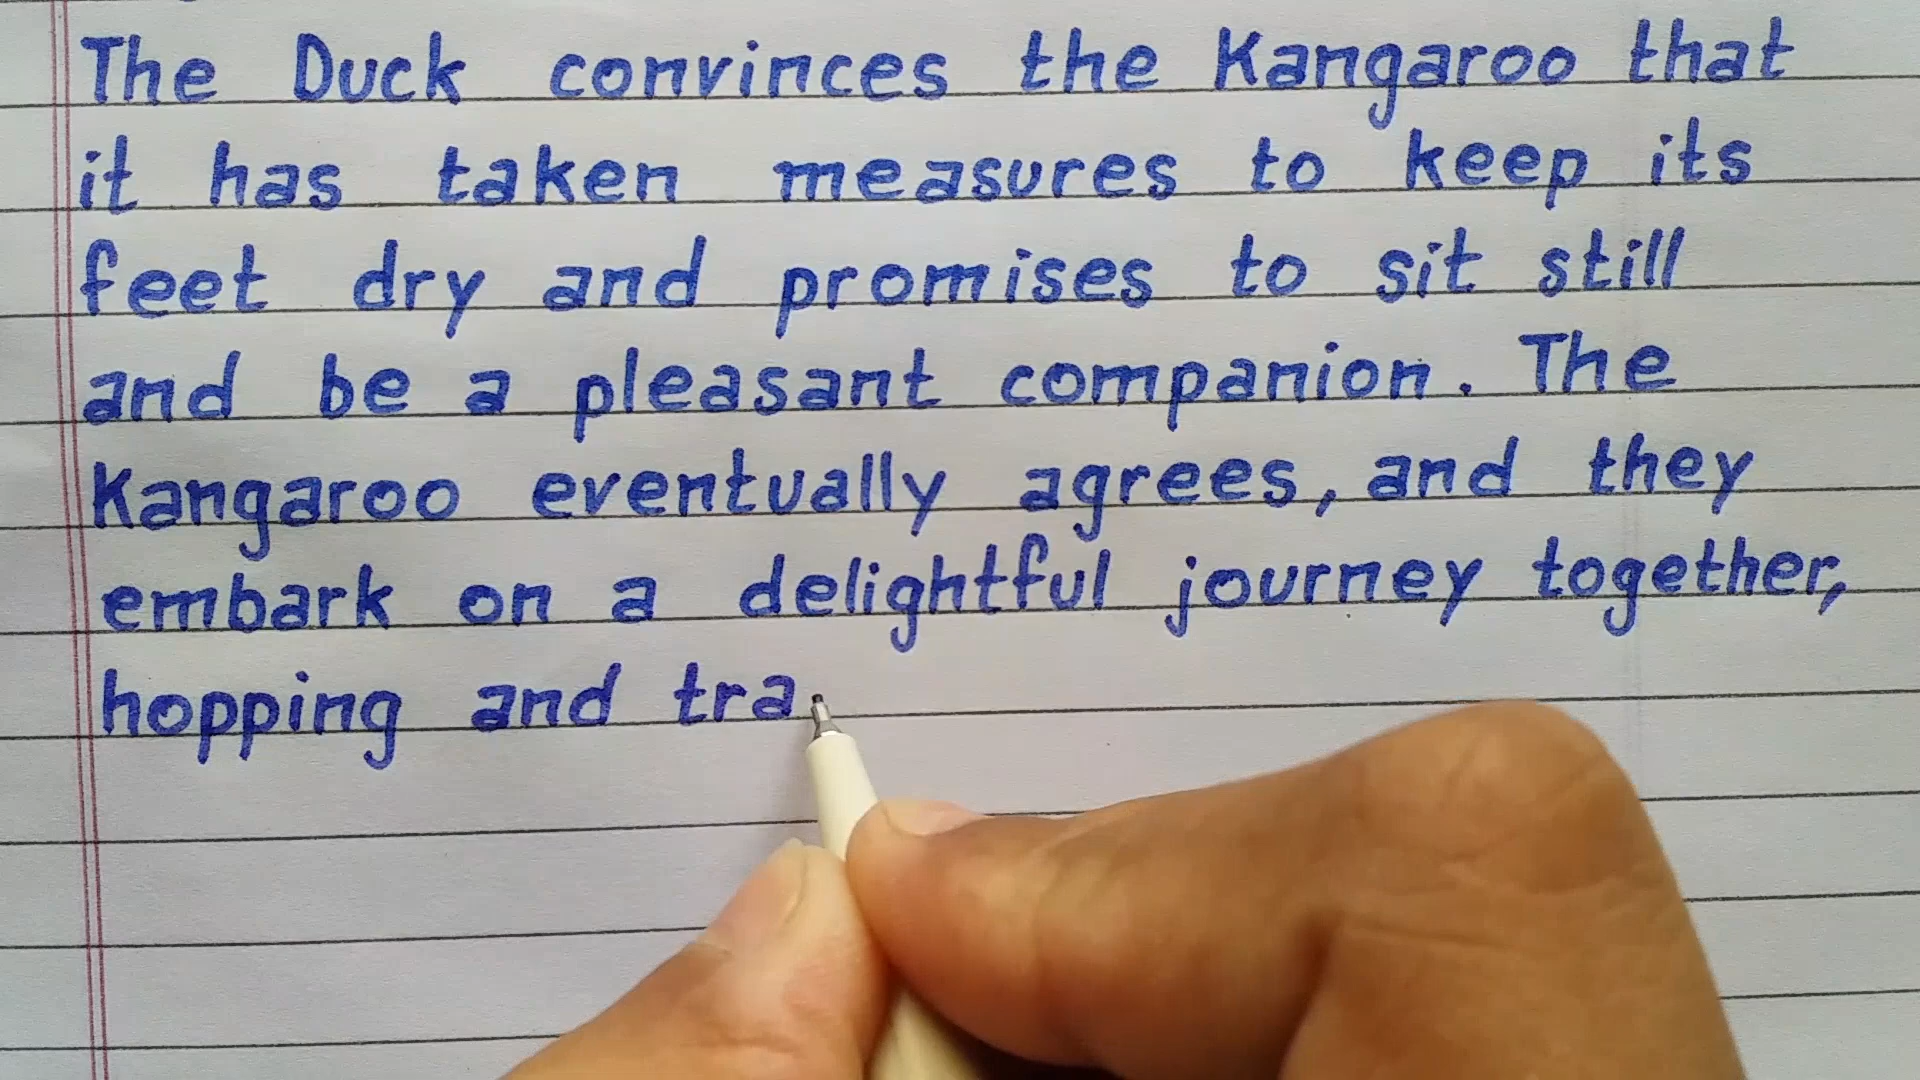 The Duck convinces the Kangaroo that
it has taken measures to keep its
feet dry and promises to sit still
and be a pleasant companion. The
Kangaroo eventually agrees, and they
embark on a delightful journey together,
hopping and tra